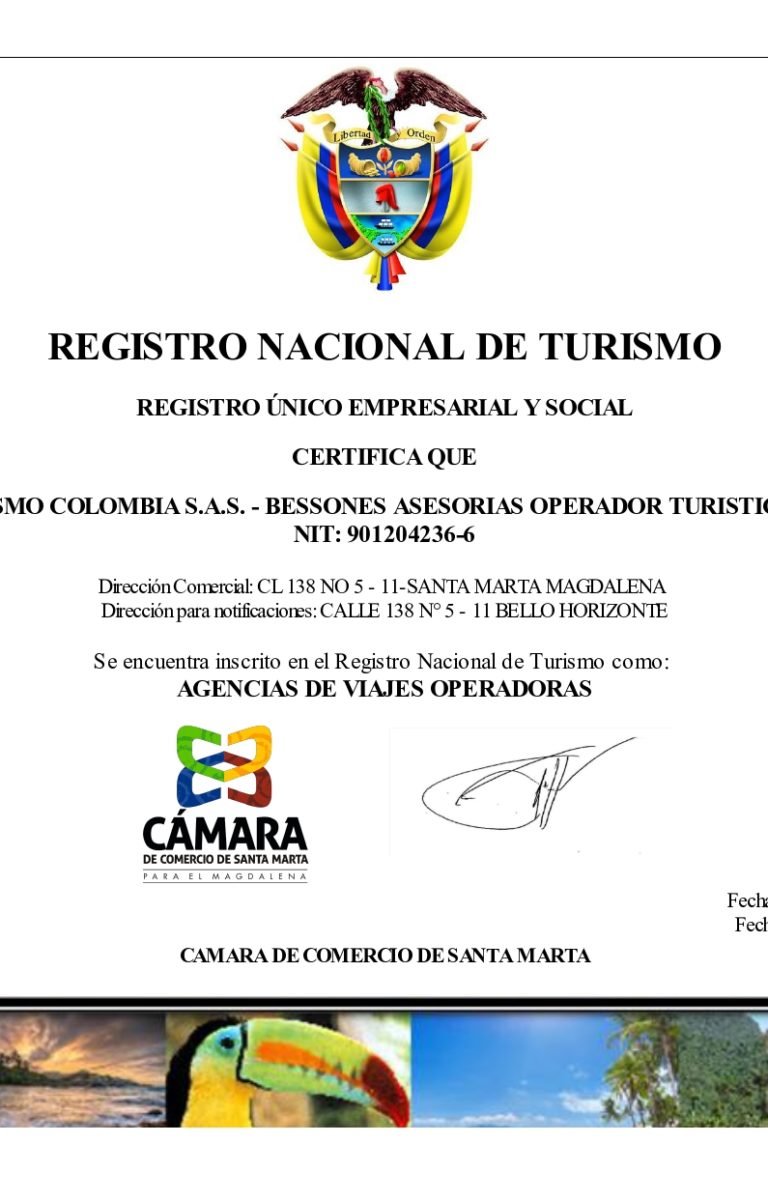 Libertad y Orden
REGISTRO NACIONAL DE TURISMO
REGISTRO ÚNICO EMPRESARIAL Y SOCIAL
CERTIFICA QUE
SMO COLOMBIA S.A.S. - BESSONES ASESORIAS OPERADOR TURISTIC
NIT: 901204236-6
Dirección Comercial: CL 138 NO 5 - 11-SANTA MARTA MAGDALENA
Dirección para notificaciones: CALLE 138 N° 5 - 11 BELLO HORIZONTE
Se encuentra inscrito en el Registro Nacional de Turismo como:
AGENCIAS DE VIAJES OPERADORAS
CÁMARA
DE COMERCIO DE SANTA MARTA
PARA EL MAGDALENA
Fecha
Fech
CAMARA DE COMERCIO DE SANTA MARTA